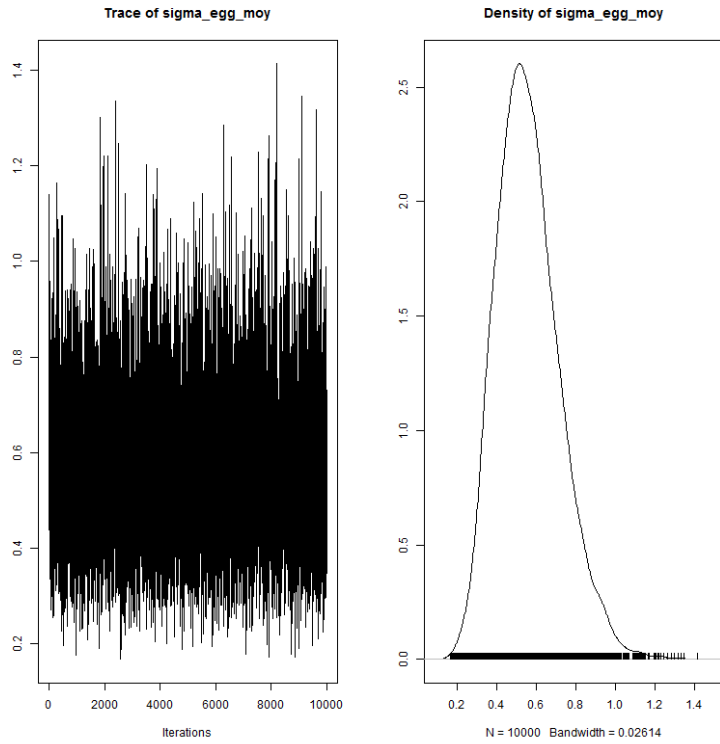 Trace of sigma_egg_moy
1.4
1.2
1.0
0.8
0.6
0.4
0.2
0 2000 4000 6000 8000 10000
Iterations
Density of sigma_egg_moy
2.5
2.0
1.5
1.0
0.5
0.0
0.2 0.4 0.6 0.8 1.0 1.2 1.4
N = 10000 Bandwidth = 0.02614